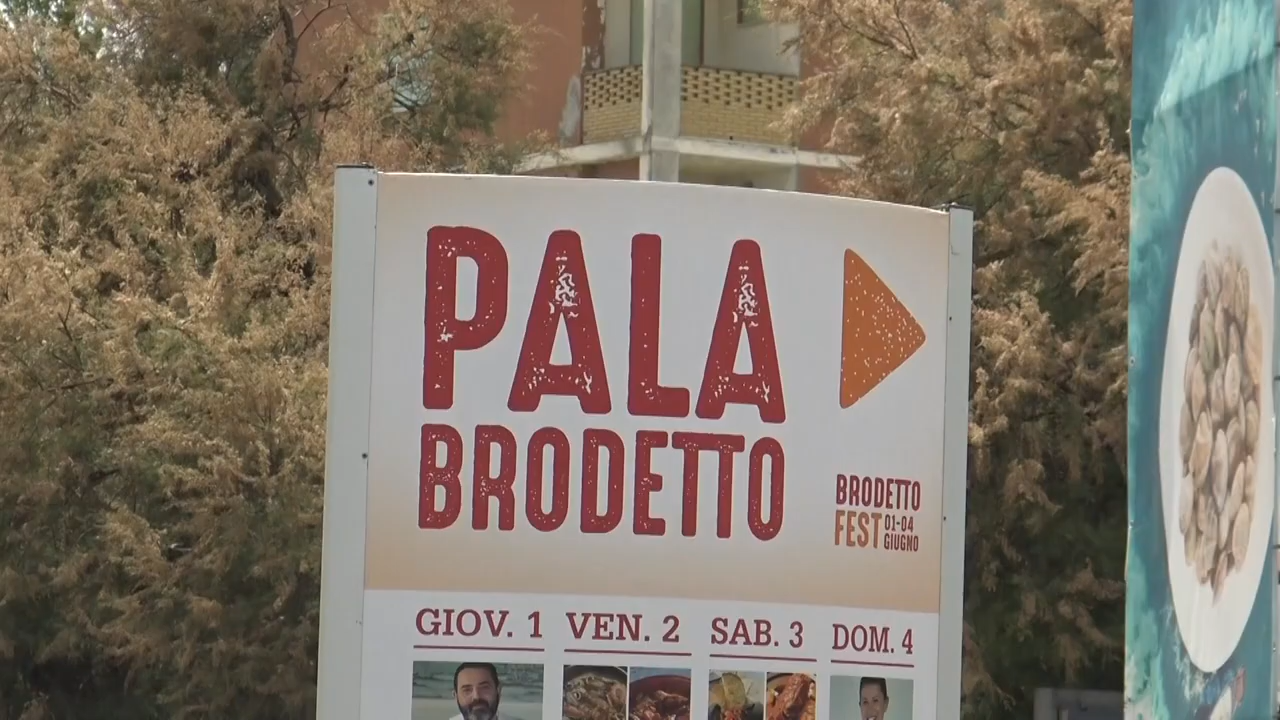 PALA
BRODETTO
BRODETTO
FEST 01-04
GIUGNO
GIOV. 1 VEN. 2 SAB. 3 DOM. 4